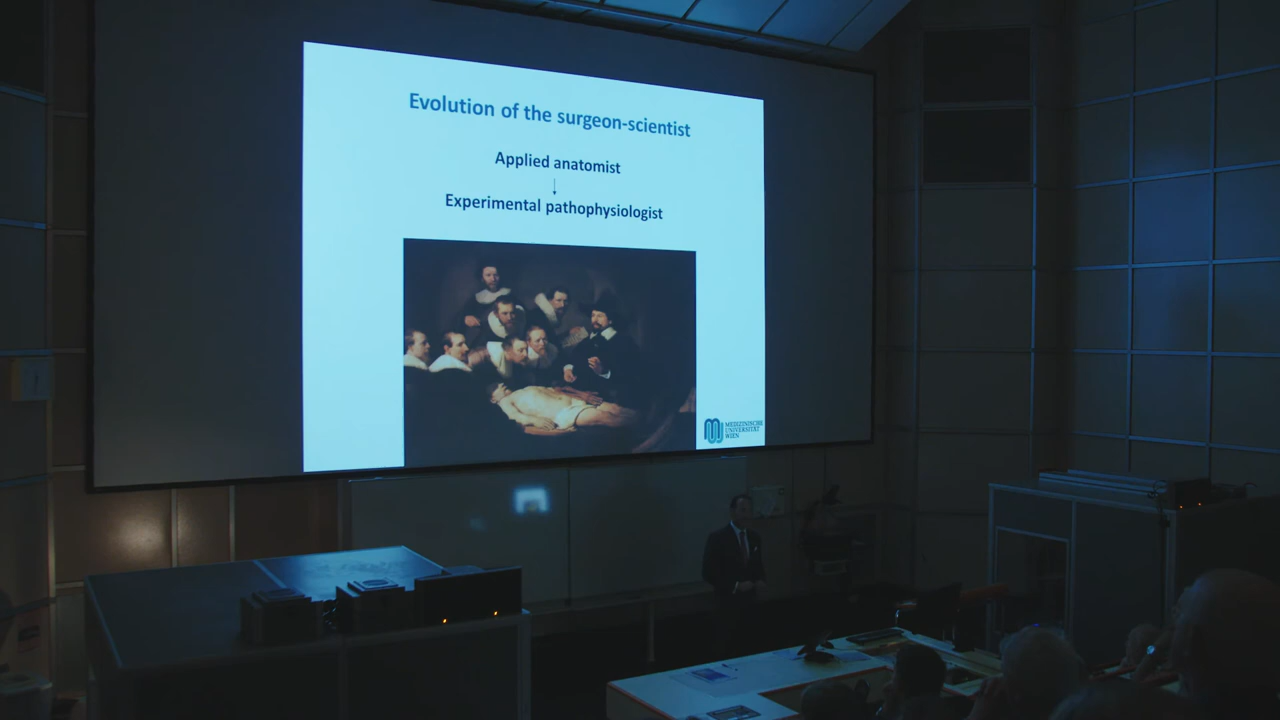 Evolution of the surgeon-scientist
Applied anatomist
Experimental pathophysiologist
MEDIZINISCHE
UNIVERSITÄT
WIEN